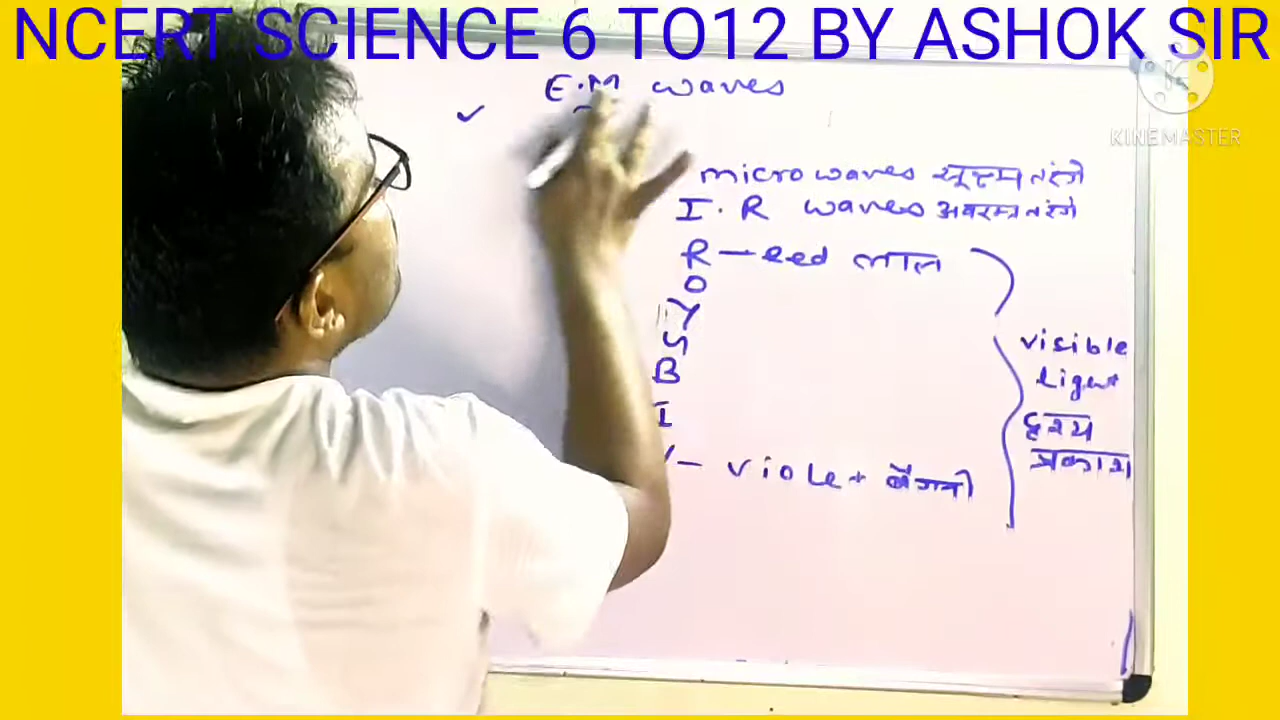 NCERT SCIENCE 6 TO12 BY ASHOK SIR
KINEMASTER
E.M waves
microwaves सूक्ष्म तरंगे
I.R waves अवरक्त तरंगे
R – red लाल
O
Y
G
B
I
V – violet बैंगनी
visible
light
दृश्य
प्रकाश